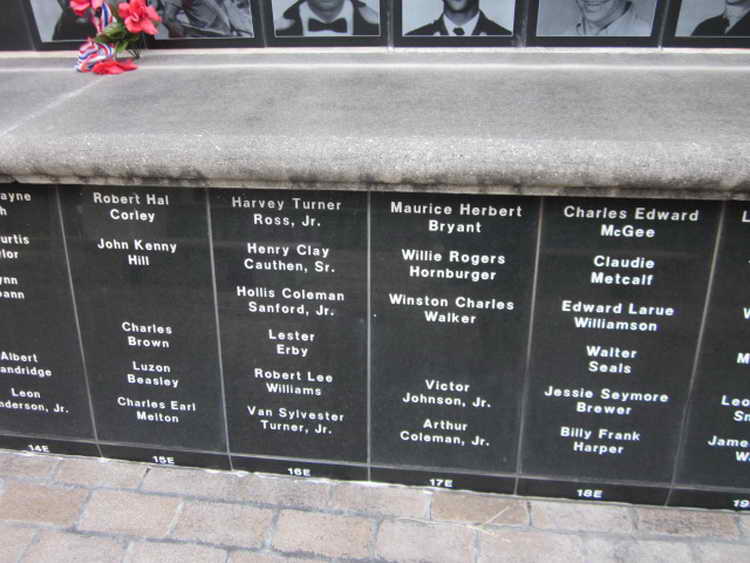 Robert Hal
Corley
John Kenny
Hill
Charles
Brown
Luzon
Beasley
Charles Earl
Melton
Harvey Turner
Ross, Jr.
Henry Clay
Cauthen, Sr.
Hollis Coleman
Sanford, Jr.
Lester
Erby
Robert Lee
Williams
Van Sylvester
Turner, Jr.
Maurice Herbert
Bryant
Willie Rogers
Hornburger
Winston Charles
Walker
Victor
Johnson, Jr.
Arthur
Coleman, Jr.
Charles Edward
McGee
Claudie
Metcalf
Edward Larue
Williamson
Walter
Seals
Jessie Seymore
Brewer
Billy Frank
Harper
Albert
Leon
Jr.
14E
15E
16E
17E
18E